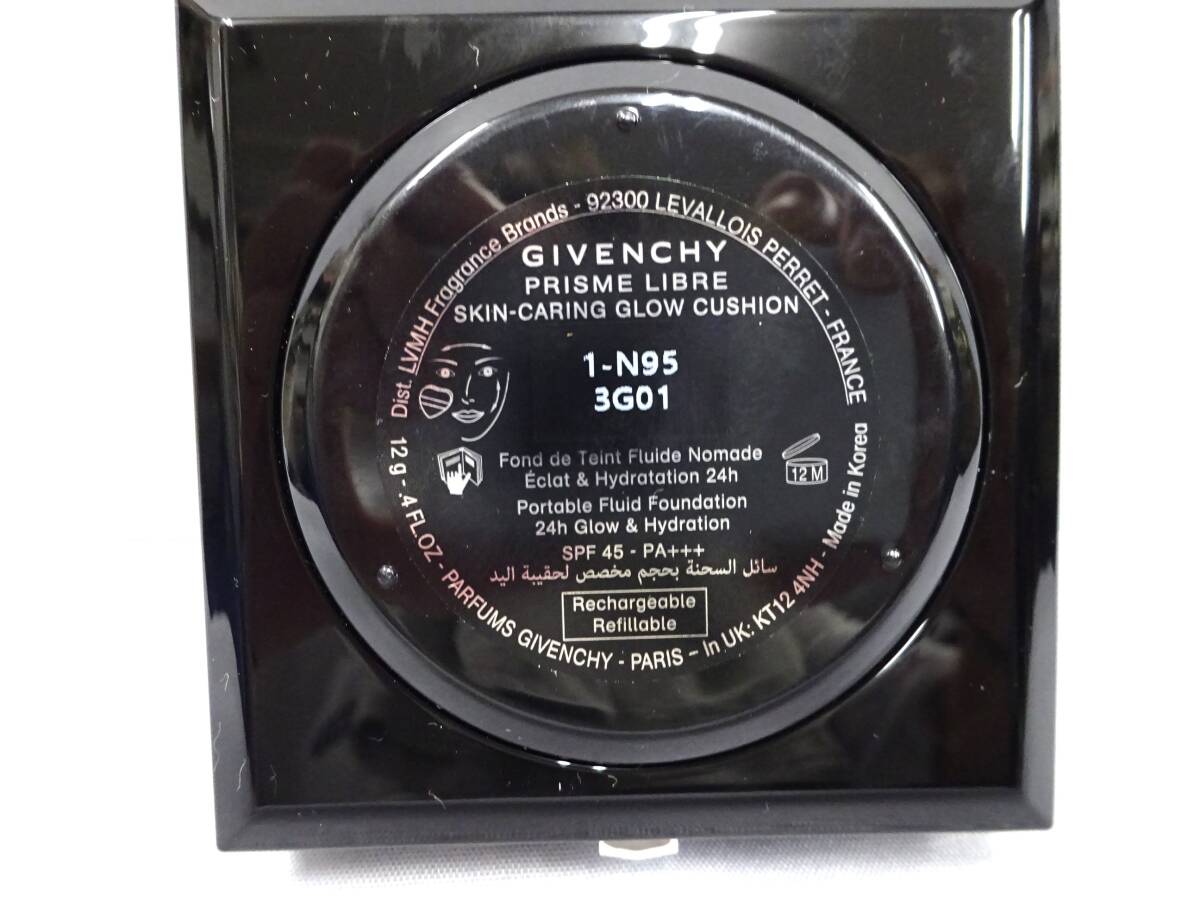 GIVENCHY
PRISME LIBRE
SKIN-CARING GLOW CUSHION
1-N95
3G01
Fond de Teint Fluide Nomade
Éclat & Hydratation 24h
Portable Fluid Foundation
24h Glow & Hydration
SPF 45 - PA+++
سائل السحنة بحجم مخصص لحقيبة اليد
Rechargeable
Refillable
12 M
Dist. LVMH Fragrance Brands - 92300 LEVALLOIS PERRET - FRANCE
12 g - .4 FL.OZ - PARFUMS GIVENCHY - PARIS – In UK: KT12 4NH - Made in Korea